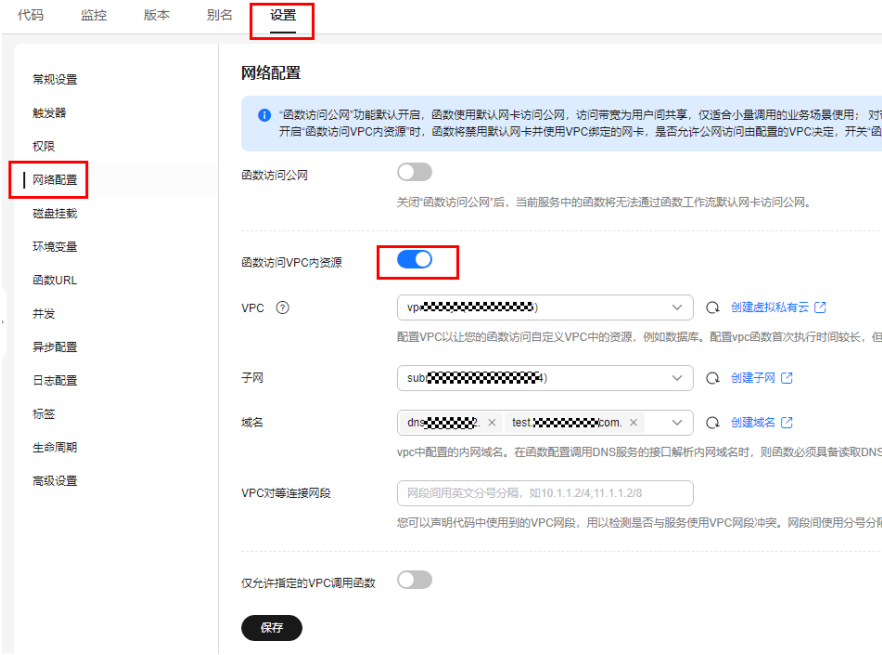 代码 监控 版本 别名 设置
常规设置
触发器
权限
网络配置
磁盘挂载
环境变量
函数URL
并发
异步配置
日志配置
标签
生命周期
高级设置
网络配置
“函数访问公网”功能默认开启，函数使用默认网卡访问公网，访问带宽为用户间共享，仅适合小量调用的业务场景使用； 对
开启“函数访问VPC内资源”时，函数将禁用默认网卡并使用VPC绑定的网卡，是否允许公网访问由配置的VPC决定，开关“函
函数访问公网
关闭“函数访问公网”后，当前服务中的函数将无法通过函数工作流默认网卡访问公网。
函数访问VPC内资源
VPC ? vp ) 创建虚拟私有云
配置VPC以让您的函数访问自定义VPC中的资源，例如数据库。配置vpc函数首次执行时间较长，但
子网 sub 4) 创建子网
域名 dns 2. × test. com. × 创建域名
vpc中配置的内网域名。在函数配置调用DNS服务的接口解析内网域名时，则函数必须具备读取DNS
VPC对等连接网段 网段间用英文分号分隔，如10.1.1.2/4;11.1.1.2/8
您可以声明代码中使用到的VPC网段，用以检测是否与服务使用VPC网段冲突。网段间使用分号分隔
仅允许指定的VPC调用函数
保存